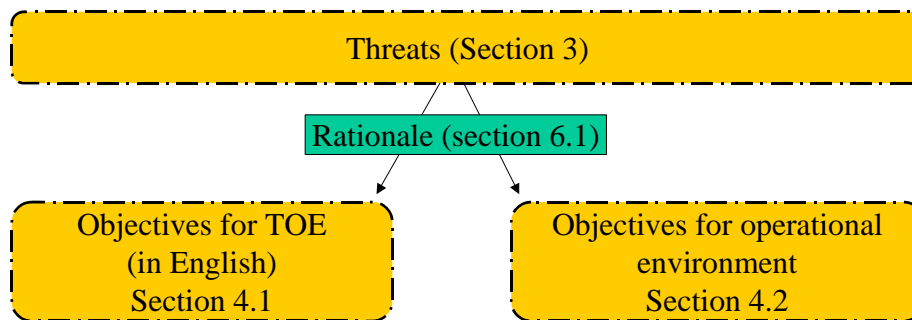 Threats (Section 3)
Rationale (section 6.1)
Objectives for TOE
(in English)
Section 4.1
Objectives for operational
environment
Section 4.2